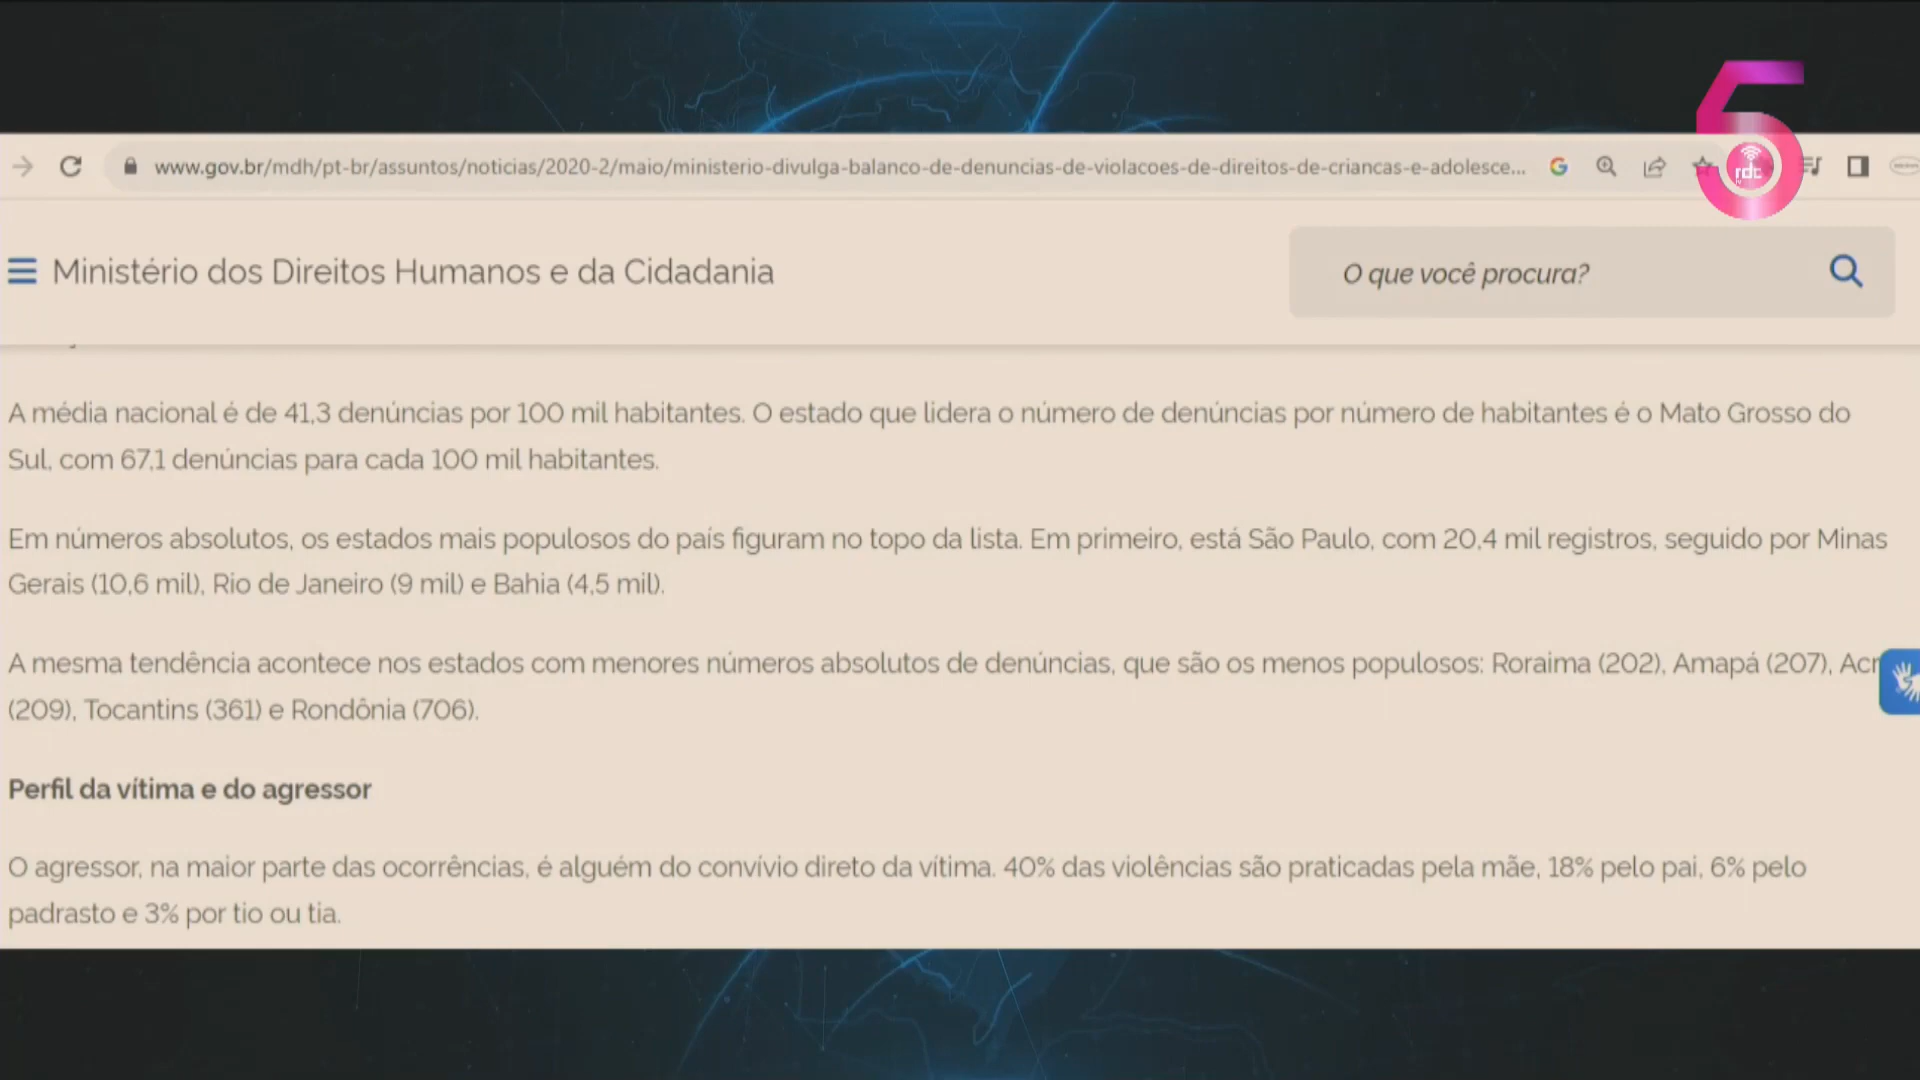 www.gov.br/mdh/pt-br/assuntos/noticias/2020-2/maio/ministerio-divulga-balanco-de-denuncias-de-violacoes-de-direitos-de-criancas-e-adolesce...
rdc
tv
Ministério dos Direitos Humanos e da Cidadania
O que você procura?
A média nacional é de 41,3 denúncias por 100 mil habitantes. O estado que lidera o número de denúncias por número de habitantes é o Mato Grosso do
Sul, com 67,1 denúncias para cada 100 mil habitantes.
Em números absolutos, os estados mais populosos do país figuram no topo da lista. Em primeiro, está São Paulo, com 20,4 mil registros, seguido por Minas
Gerais (10,6 mil), Rio de Janeiro (9 mil) e Bahia (4,5 mil).
A mesma tendência acontece nos estados com menores números absolutos de denúncias, que são os menos populosos: Roraima (202), Amapá (207), Acr
(209), Tocantins (361) e Rondônia (706).
Perfil da vítima e do agressor
O agressor, na maior parte das ocorrências, é alguém do convívio direto da vítima. 40% das violências são praticadas pela mãe, 18% pelo pai, 6% pelo
padrasto e 3% por tio ou tia.